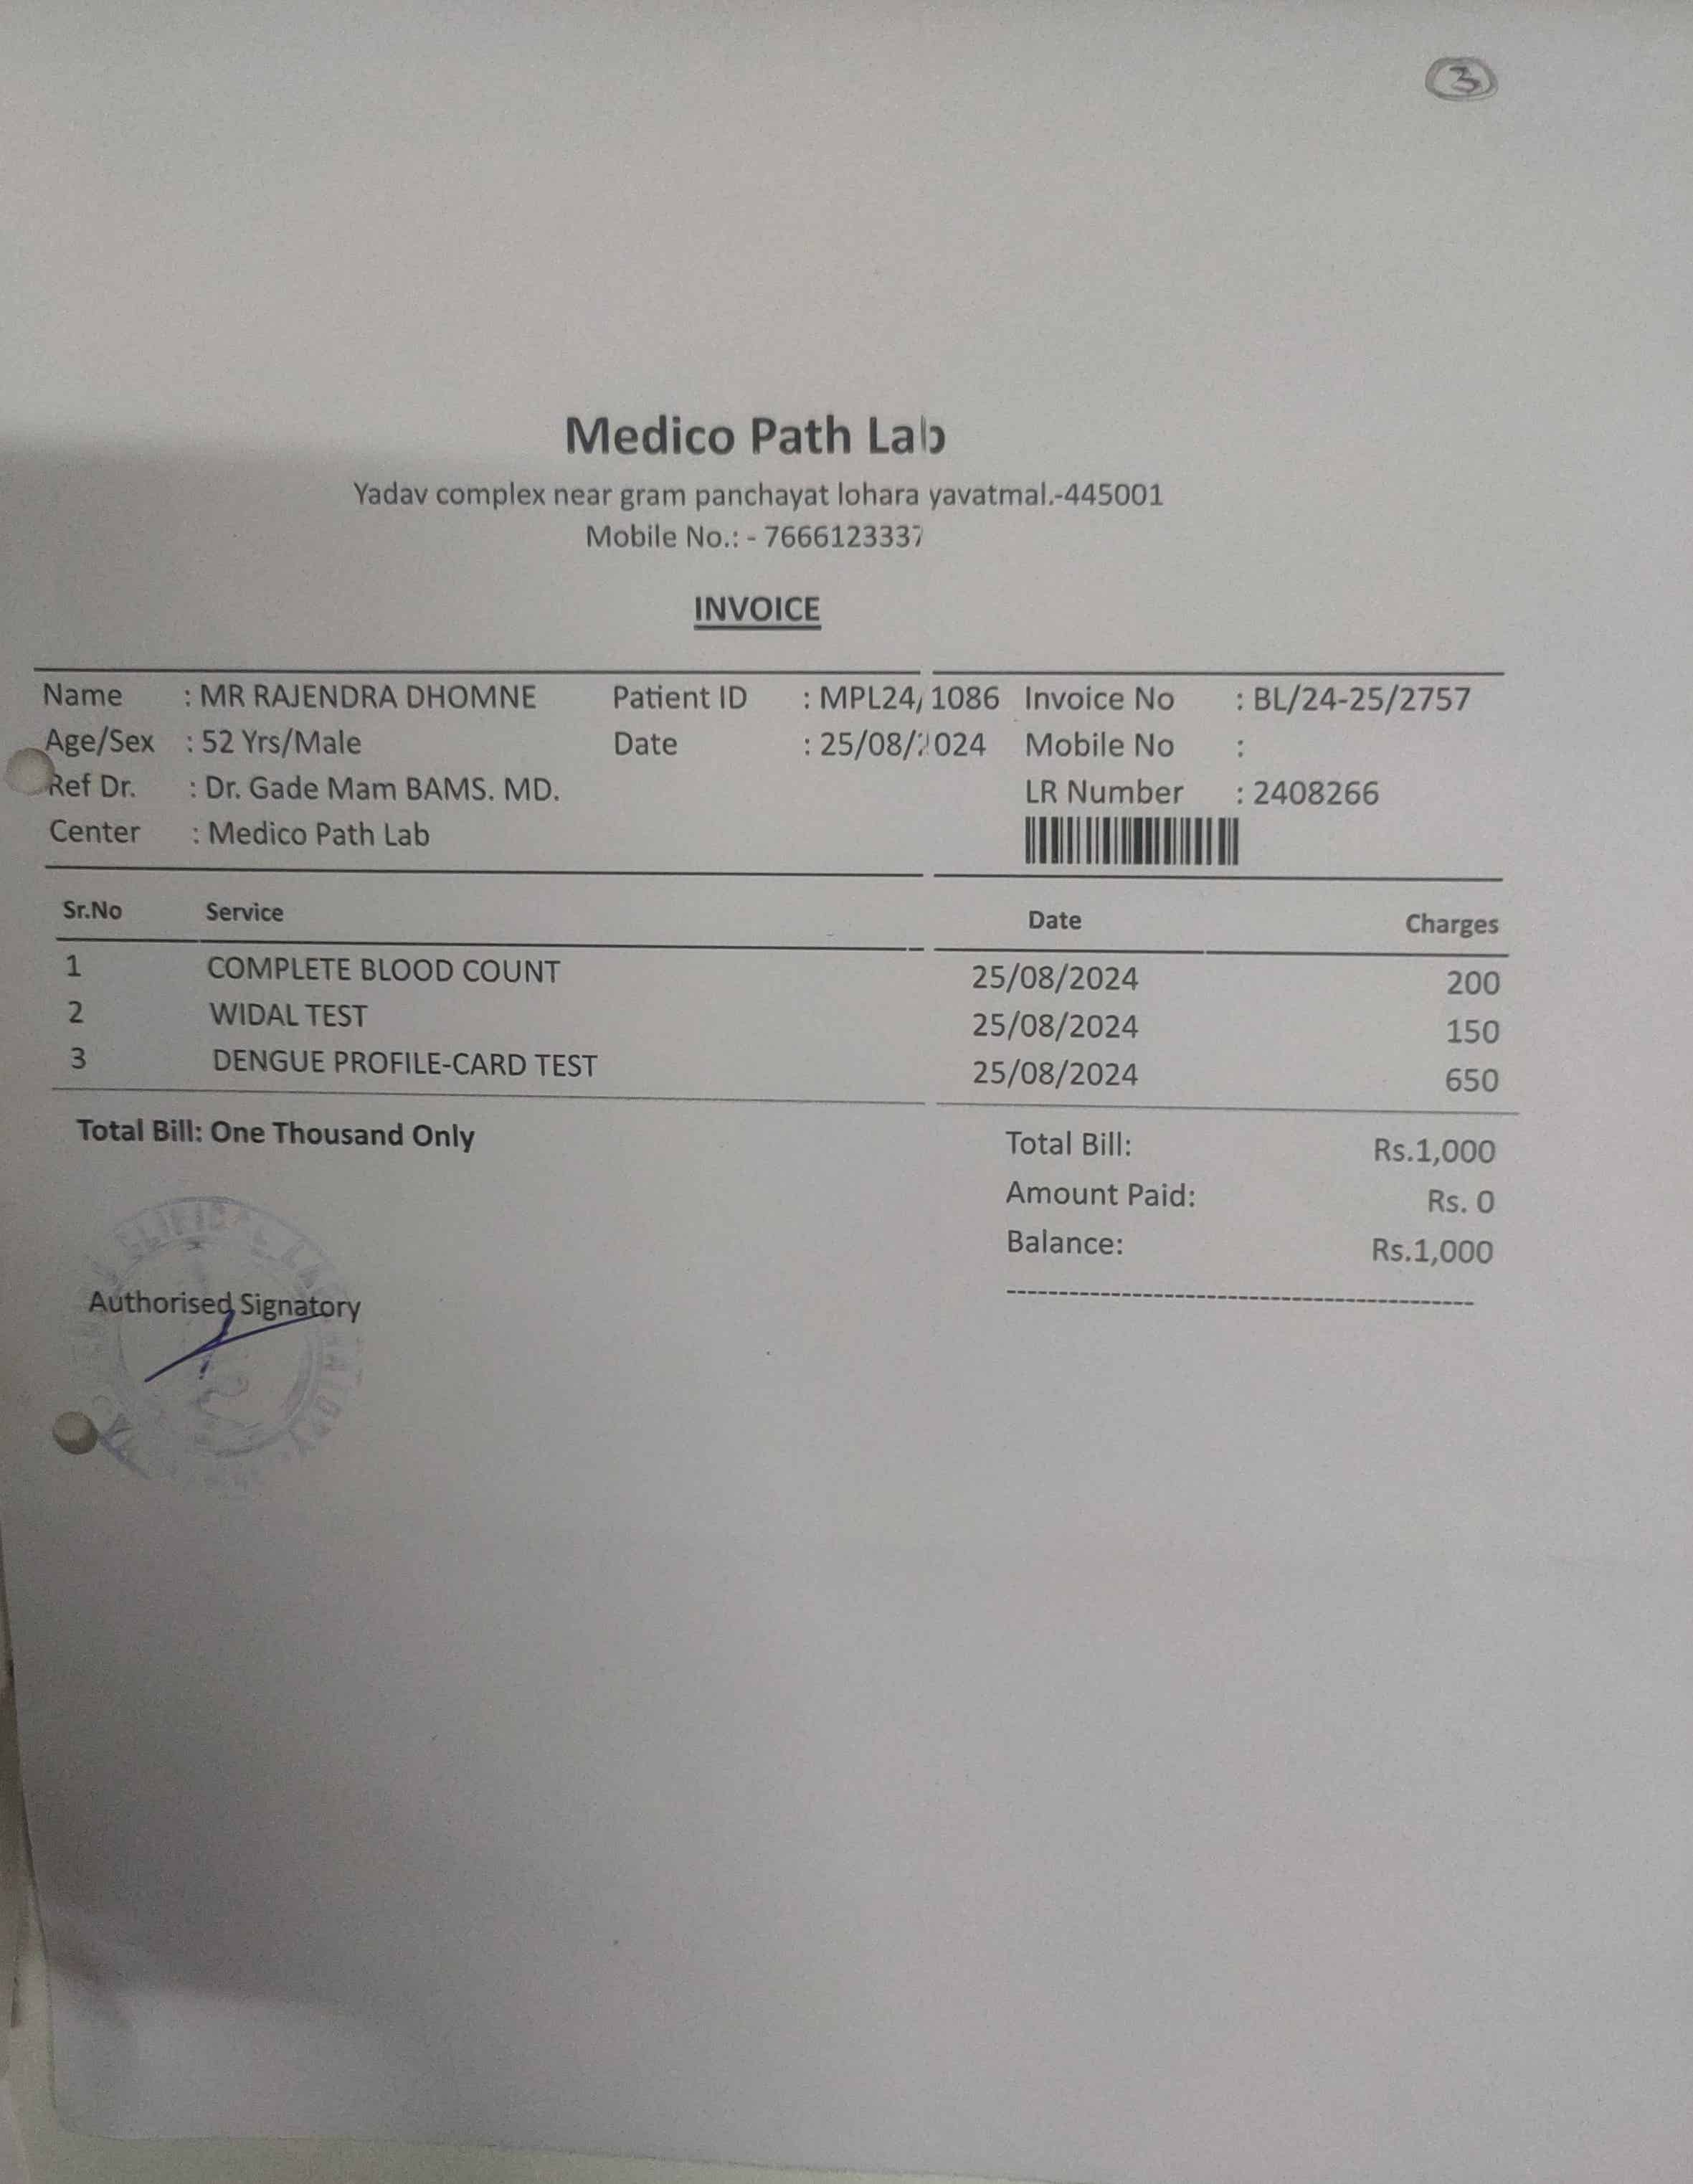 3
Medico Path Lab
Yadav complex near gram panchayat lohara yavatmal.-445001
Mobile No.: - 7666123337
INVOICE
Name : MR RAJENDRA DHOMNE Patient ID : MPL24/1086 Invoice No : BL/24-25/2757
Age/Sex : 52 Yrs/Male Date : 25/08/2024 Mobile No :
Ref Dr. : Dr. Gade Mam BAMS. MD. LR Number : 2408266
Center : Medico Path Lab
Sr.No Service Date Charges
1 COMPLETE BLOOD COUNT 25/08/2024 200
2 WIDAL TEST 25/08/2024 150
3 DENGUE PROFILE-CARD TEST 25/08/2024 650
Total Bill: One Thousand Only Total Bill: Rs.1,000
Amount Paid: Rs. 0
Balance: Rs.1,000
Authorised Signatory